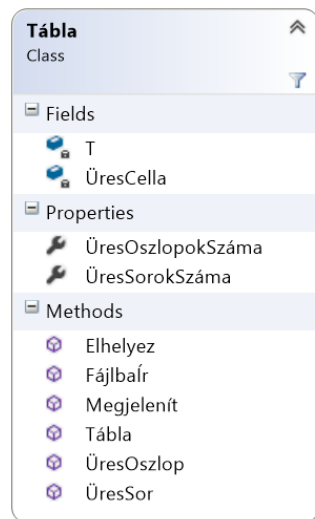 Tábla
Class
Fields
T
ÜresCella
Properties
ÜresOszlopokSzáma
ÜresSorokSzáma
Methods
Elhelyez
FájlbaÍr
Megjelenít
Tábla
ÜresOszlop
ÜresSor